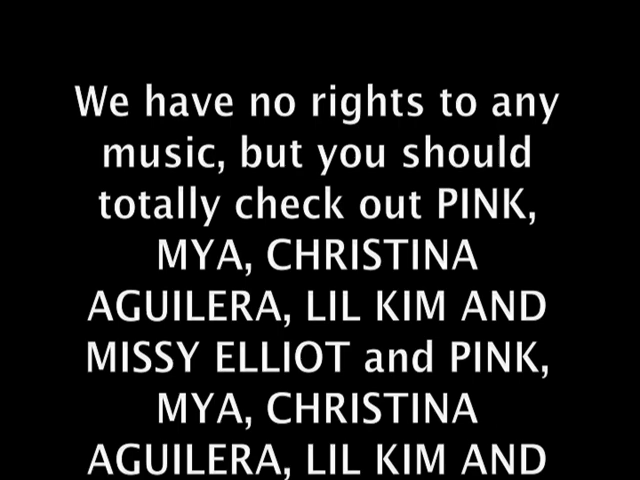 We have no rights to any
music, but you should
totally check out PINK,
MYA, CHRISTINA
AGUILERA, LIL KIM AND
MISSY ELLIOT and PINK,
MYA, CHRISTINA
AGUILERA, LIL KIM AND